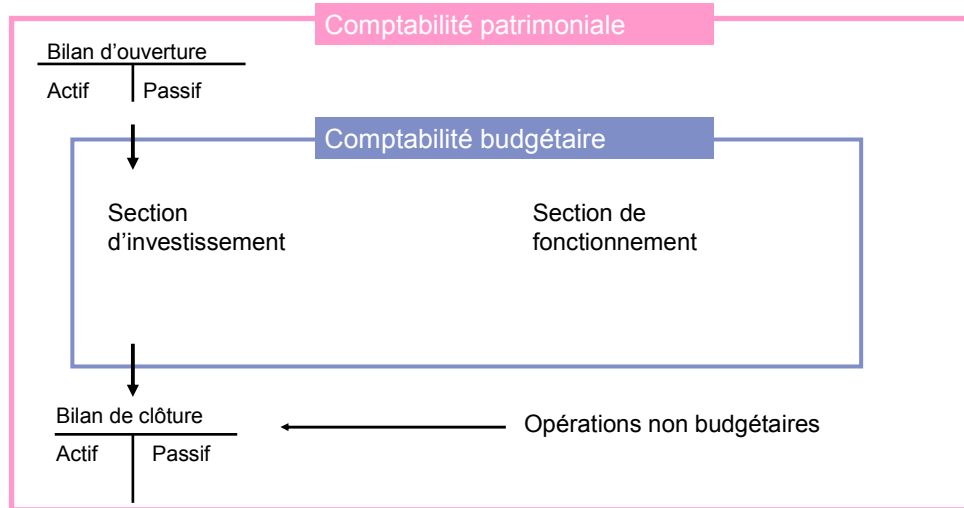 Comptabilité patrimoniale
Bilan d’ouverture
Actif Passif
Comptabilité budgétaire
Section
d’investissement
Section de
fonctionnement
Bilan de clôture
Actif Passif
Opérations non budgétaires